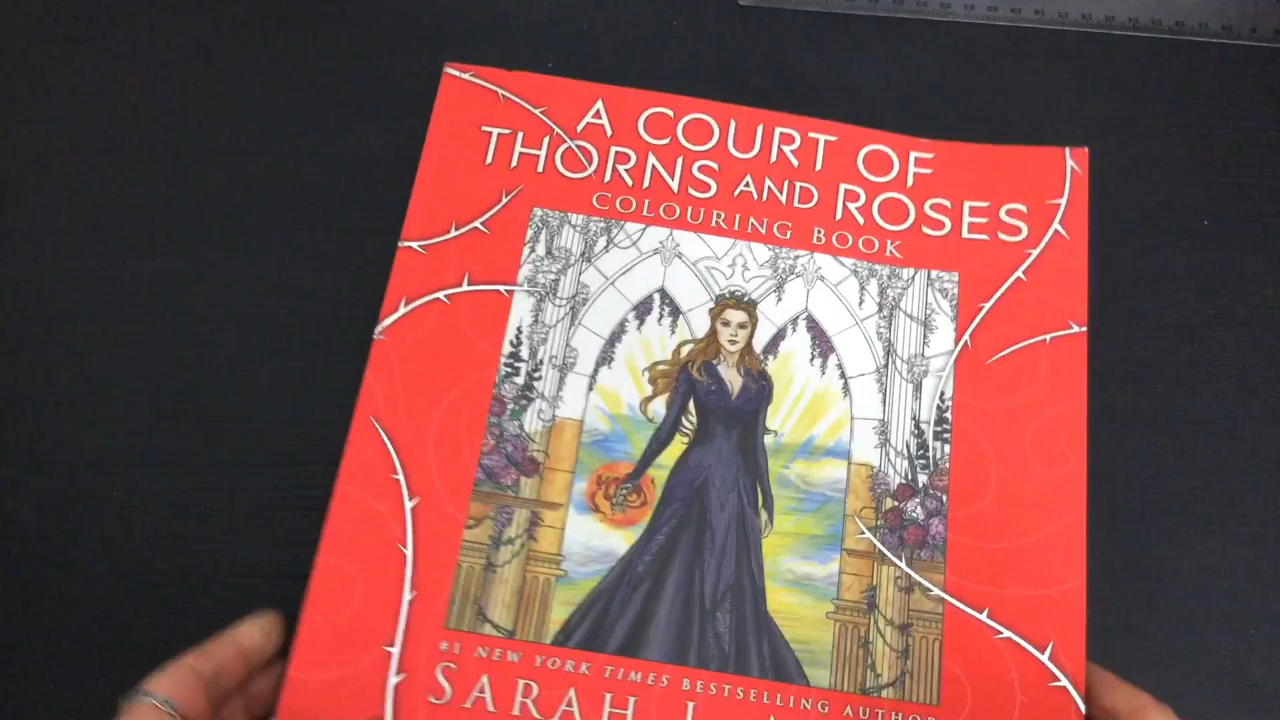 A COURT OF
THORNS AND ROSES
COLOURING BOOK
#1 NEW YORK TIMES BESTSELLING AUTHOR
SARAH J.